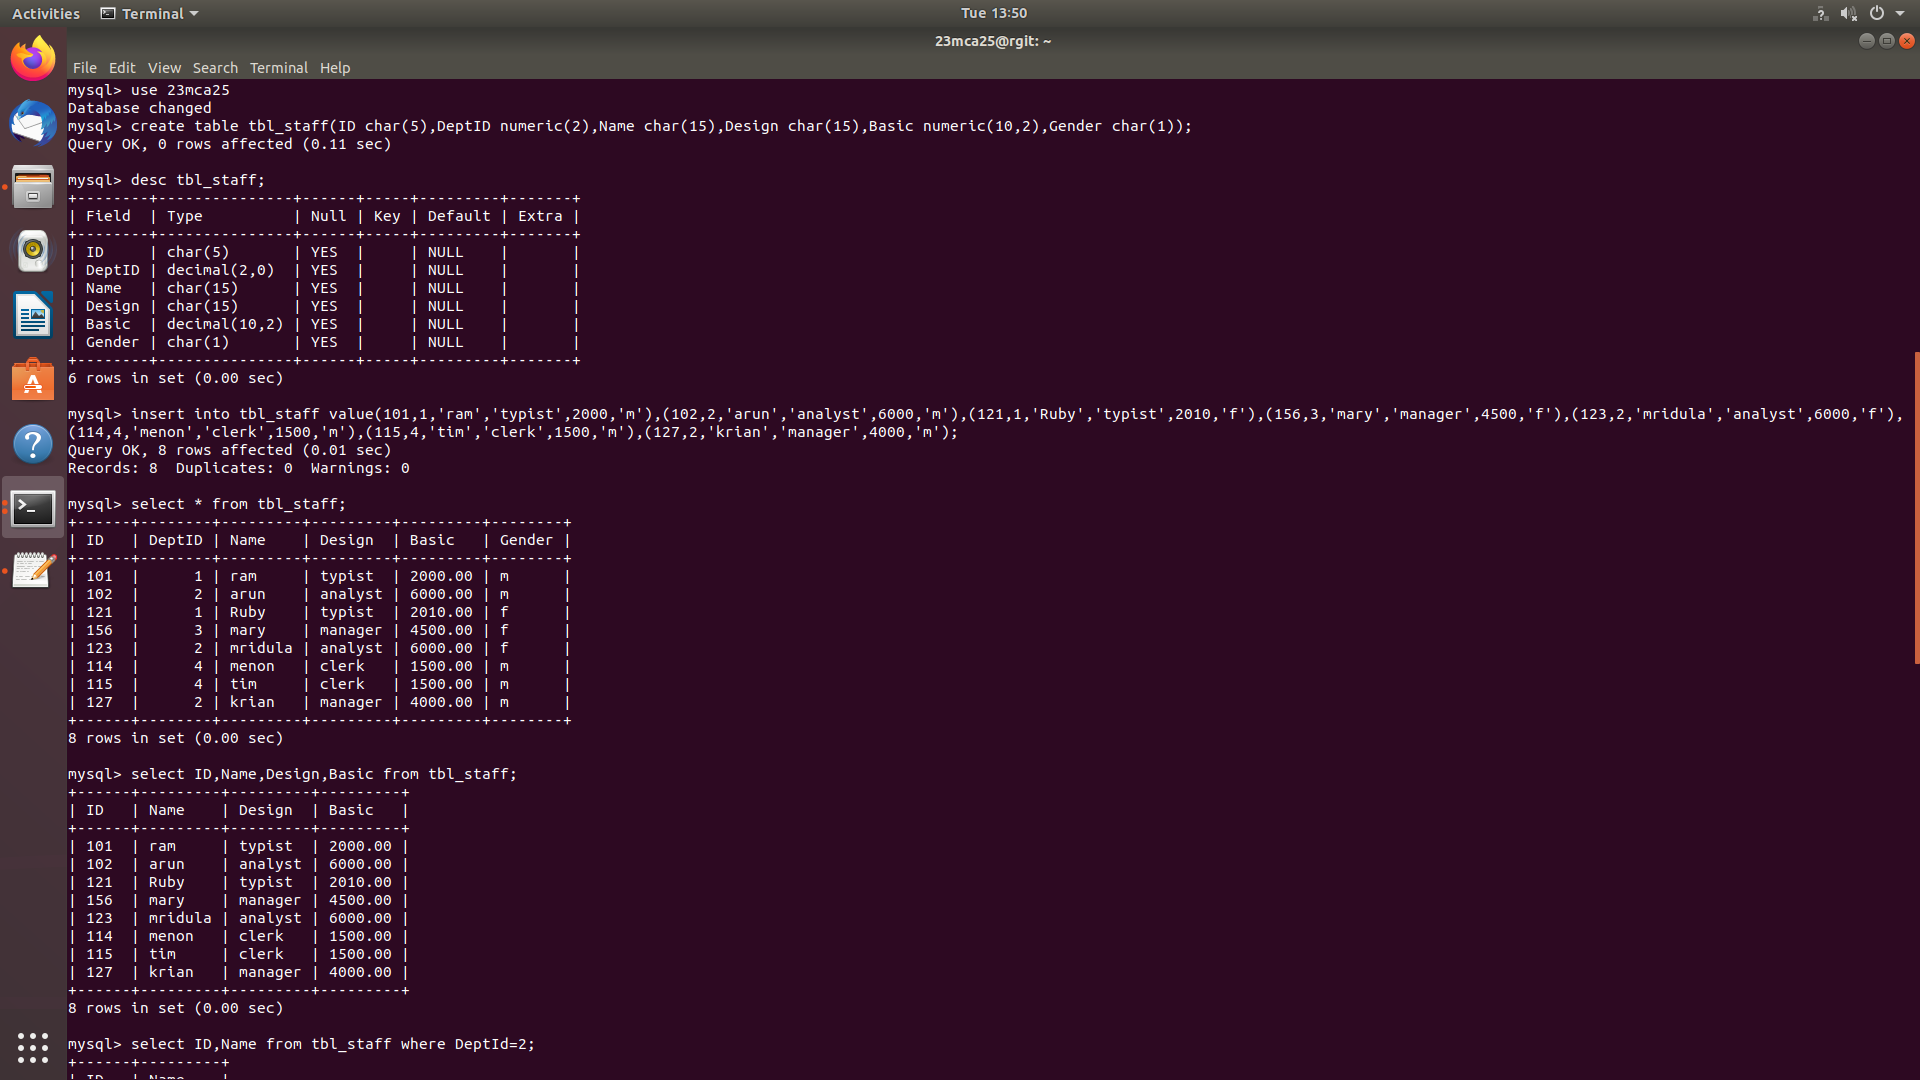 Activities Terminal Tue 13:50
23mca25@rgit: ~
File Edit View Search Terminal Help
mysql> use 23mca25
Database changed
mysql> create table tbl_staff(ID char(5),DeptID numeric(2),Name char(15),Design char(15),Basic numeric(10,2),Gender char(1));
Query OK, 0 rows affected (0.11 sec)
mysql> desc tbl_staff;
+--------+---------------+------+-----+---------+-------+
| Field  | Type          | Null | Key | Default | Extra |
+--------+---------------+------+-----+---------+-------+
| ID     | char(5)       | YES  |     | NULL    |       |
| DeptID | decimal(2,0)  | YES  |     | NULL    |       |
| Name   | char(15)      | YES  |     | NULL    |       |
| Design | char(15)      | YES  |     | NULL    |       |
| Basic  | decimal(10,2) | YES  |     | NULL    |       |
| Gender | char(1)       | YES  |     | NULL    |       |
+--------+---------------+------+-----+---------+-------+
6 rows in set (0.00 sec)
mysql> insert into tbl_staff value(101,1,'ram','typist',2000,'m'),(102,2,'arun','analyst',6000,'m'),(121,1,'Ruby','typist',2010,'f'),(156,3,'mary','manager',4500,'f'),(123,2,'mridula','analyst',6000,'f'),
(114,4,'menon','clerk',1500,'m'),(115,4,'tim','clerk',1500,'m'),(127,2,'krian','manager',4000,'m');
Query OK, 8 rows affected (0.01 sec)
Records: 8  Duplicates: 0  Warnings: 0
mysql> select * from tbl_staff;
+------+--------+---------+---------+---------+--------+
| ID   | DeptID | Name    | Design  | Basic   | Gender |
+------+--------+---------+---------+---------+--------+
| 101  |      1 | ram     | typist  | 2000.00 | m      |
| 102  |      2 | arun    | analyst | 6000.00 | m      |
| 121  |      1 | Ruby    | typist  | 2010.00 | f      |
| 156  |      3 | mary    | manager | 4500.00 | f      |
| 123  |      2 | mridula | analyst | 6000.00 | f      |
| 114  |      4 | menon   | clerk   | 1500.00 | m      |
| 115  |      4 | tim     | clerk   | 1500.00 | m      |
| 127  |      2 | krian   | manager | 4000.00 | m      |
+------+--------+---------+---------+---------+--------+
8 rows in set (0.00 sec)
mysql> select ID,Name,Design,Basic from tbl_staff;
+------+---------+---------+---------+
| ID   | Name    | Design  | Basic   |
+------+---------+---------+---------+
| 101  | ram     | typist  | 2000.00 |
| 102  | arun    | analyst | 6000.00 |
| 121  | Ruby    | typist  | 2010.00 |
| 156  | mary    | manager | 4500.00 |
| 123  | mridula | analyst | 6000.00 |
| 114  | menon   | clerk   | 1500.00 |
| 115  | tim     | clerk   | 1500.00 |
| 127  | krian   | manager | 4000.00 |
+------+---------+---------+---------+
8 rows in set (0.00 sec)
mysql> select ID,Name from tbl_staff where DeptId=2;
+------+---------+
| ID   | Name    |